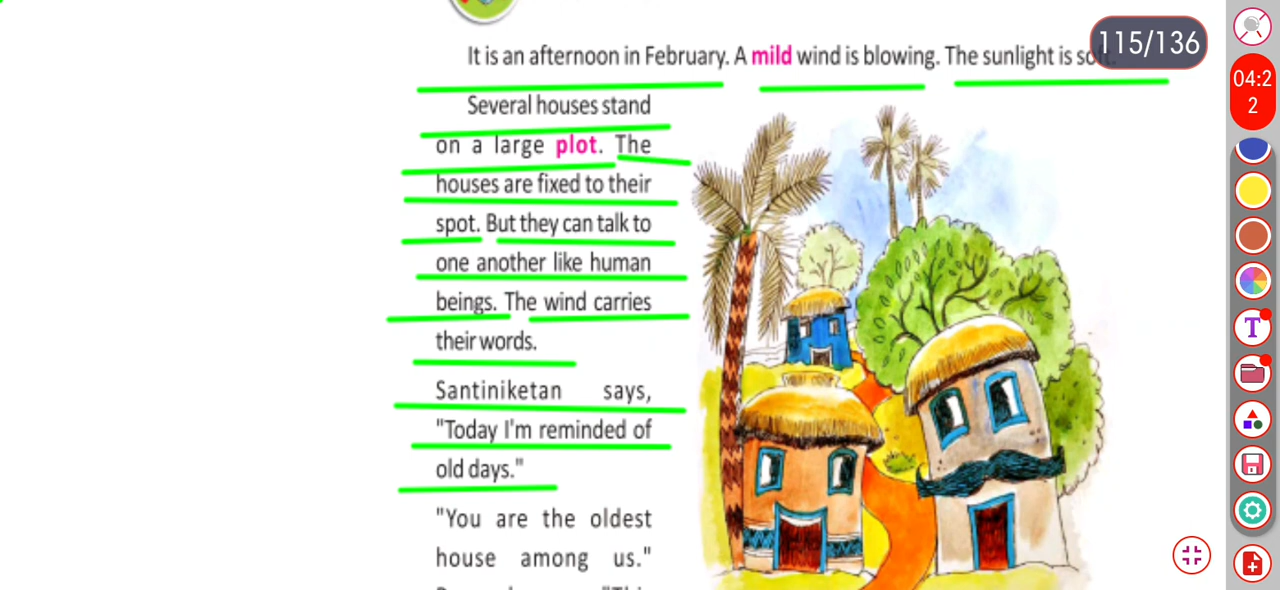 115/136
It is an afternoon in February. A mild wind is blowing. The sunlight is soft.
04:2
2
Several houses stand
on a large plot. The
houses are fixed to their
spot. But they can talk to
one another like human
beings. The wind carries
their words.
Santiniketan says,
"Today I'm reminded of
old days."
"You are the oldest
house among us."
T